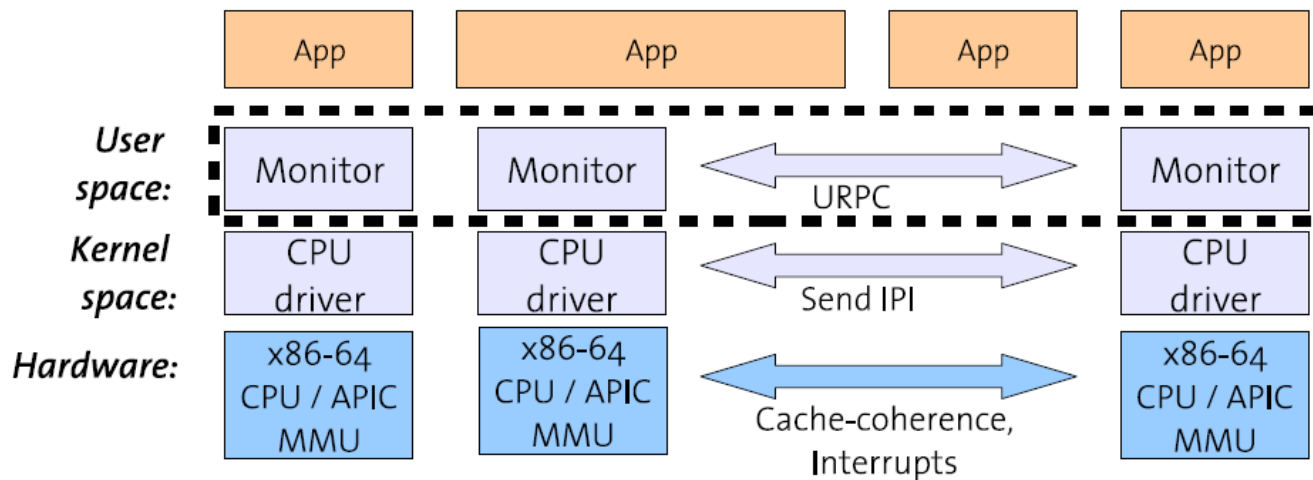 App App App App
User
space:
Monitor Monitor Monitor
URPC
Kernel
space:
CPU
driver
CPU
driver
CPU
driver
Send IPI
Hardware:
x86-64
CPU / APIC
MMU
x86-64
CPU / APIC
MMU
x86-64
CPU / APIC
MMU
Cache-coherence,
Interrupts